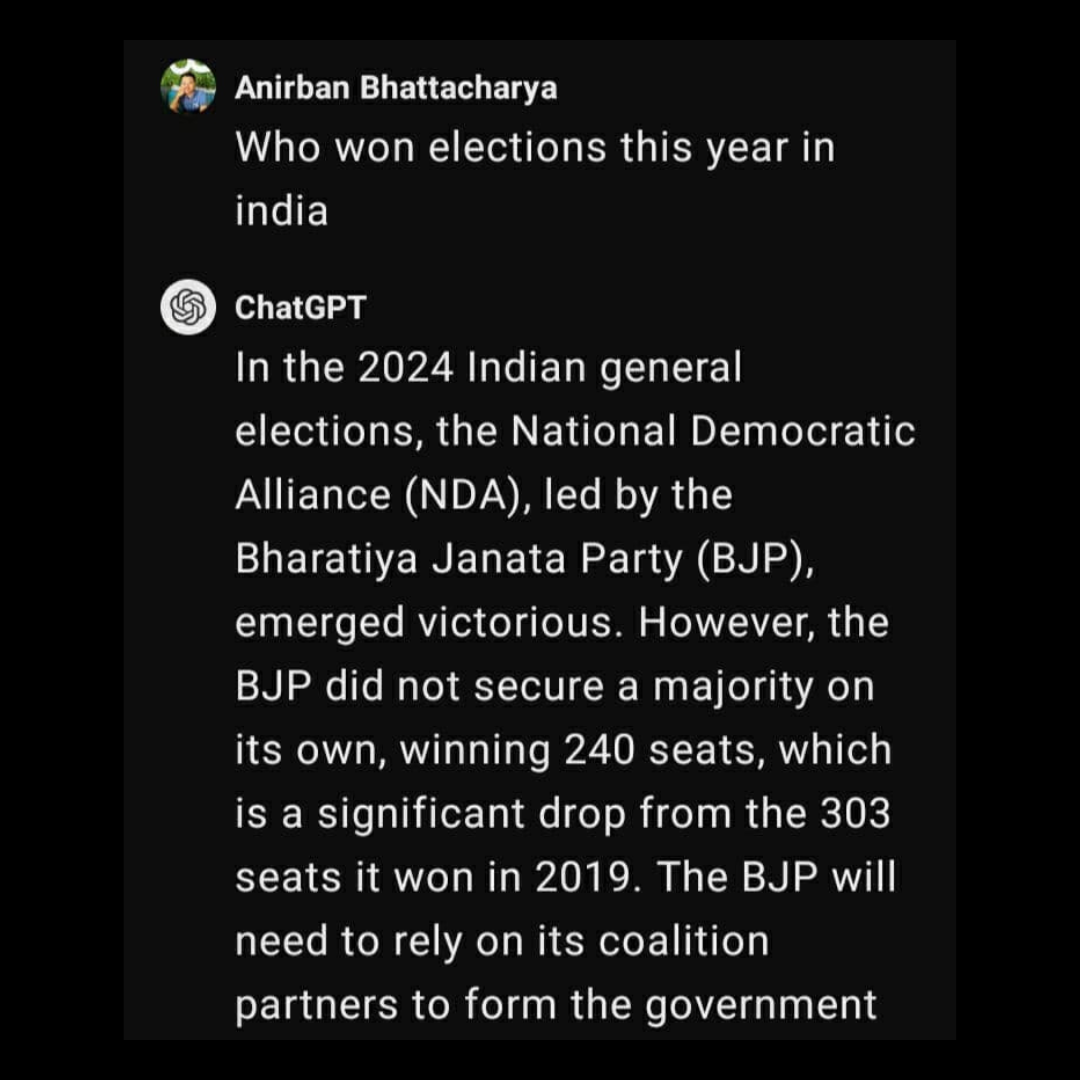 Anirban Bhattacharya
Who won elections this year in
india
ChatGPT
In the 2024 Indian general
elections, the National Democratic
Alliance (NDA), led by the
Bharatiya Janata Party (BJP),
emerged victorious. However, the
BJP did not secure a majority on
its own, winning 240 seats, which
is a significant drop from the 303
seats it won in 2019. The BJP will
need to rely on its coalition
partners to form the government